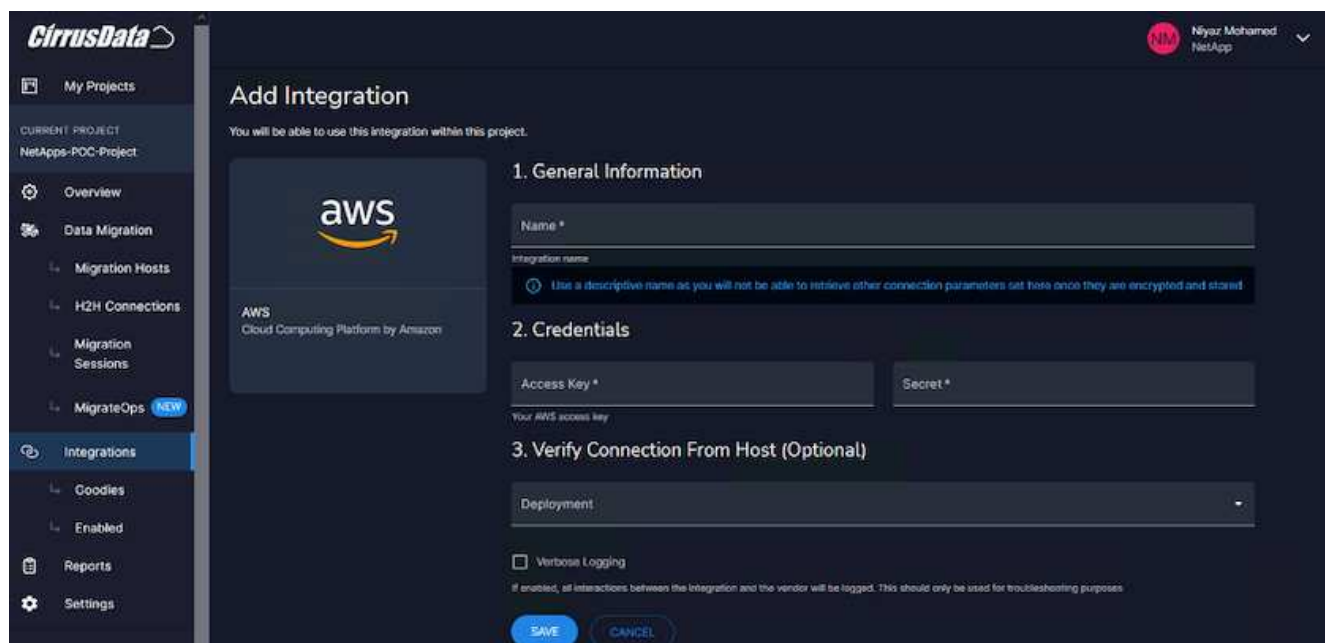 CirrusData
NM
Niyaz Mohamed
NetApp
My Projects
CURRENT PROJECT
NetApps-POC-Project
Overview
Data Migration
Migration Hosts
H2H Connections
Migration
Sessions
MigrateOps NEW
Integrations
Goodies
Enabled
Reports
Settings
Add Integration
You will be able to use this integration within this project.
aws
AWS
Cloud Computing Platform by Amazon
1. General Information
Name *
Integration name
Use a descriptive name as you will not be able to retrieve other connection parameters set here once they are encrypted and stored
2. Credentials
Access Key *
Secret *
Your AWS access key
3. Verify Connection From Host (Optional)
Deployment
Verbose Logging
If enabled, all interactions between the integration and the vendor will be logged. This should only be used for troubleshooting purposes
SAVE
CANCEL